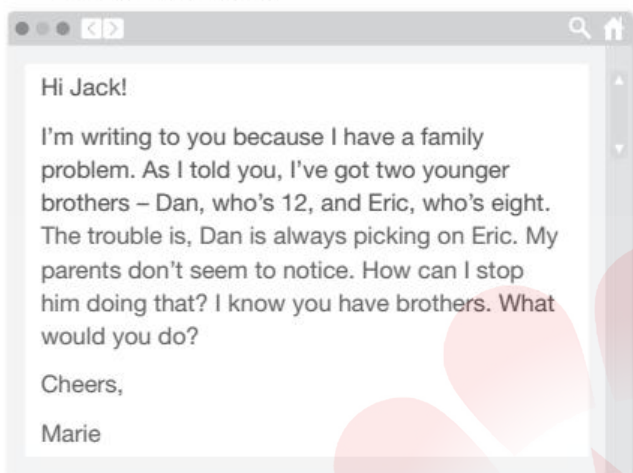 Hi Jack!
I'm writing to you because I have a family
problem. As I told you, I've got two younger
brothers – Dan, who's 12, and Eric, who's eight.
The trouble is, Dan is always picking on Eric. My
parents don't seem to notice. How can I stop
him doing that? I know you have brothers. What
would you do?
Cheers,
Marie